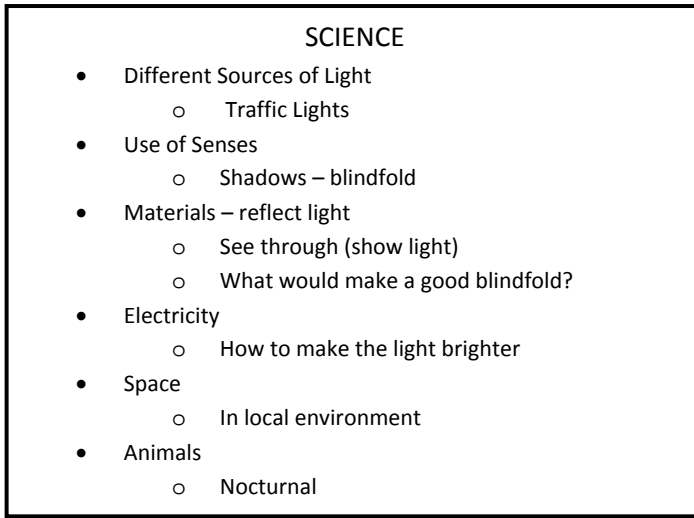 SCIENCE
• Different Sources of Light
o Traffic Lights
• Use of Senses
o Shadows – blindfold
• Materials – reflect light
o See through (show light)
o What would make a good blindfold?
• Electricity
o How to make the light brighter
• Space
o In local environment
• Animals
o Nocturnal